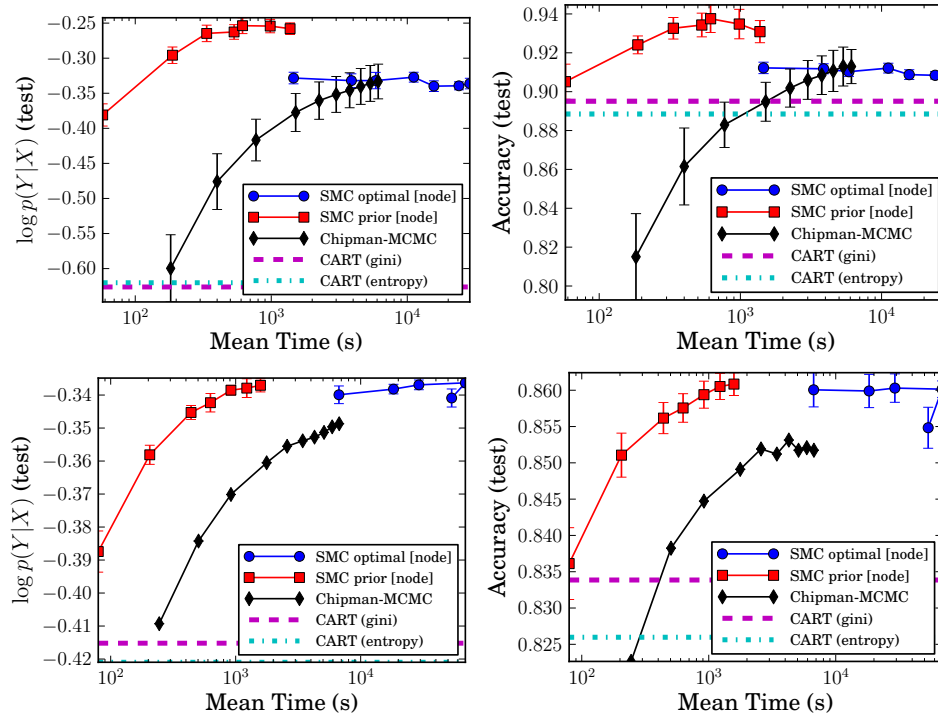 −0.25
−0.30
−0.35
−0.40
−0.45
−0.50
−0.55
−0.60
log p(Y|X) (test)
SMC optimal [node]
SMC prior [node]
Chipman-MCMC
CART (gini)
CART (entropy)
10² 10³ 10⁴
Mean Time (s)
0.94
0.92
0.90
0.88
0.86
0.84
0.82
0.80
Accuracy (test)
SMC optimal [node]
SMC prior [node]
Chipman-MCMC
CART (gini)
CART (entropy)
10² 10³ 10⁴
Mean Time (s)
−0.34
−0.35
−0.36
−0.37
−0.38
−0.39
−0.40
−0.41
−0.42
log p(Y|X) (test)
SMC optimal [node]
SMC prior [node]
Chipman-MCMC
CART (gini)
CART (entropy)
10² 10³ 10⁴
Mean Time (s)
0.860
0.855
0.850
0.845
0.840
0.835
0.830
0.825
Accuracy (test)
SMC optimal [node]
SMC prior [node]
Chipman-MCMC
CART (gini)
CART (entropy)
10² 10³ 10⁴
Mean Time (s)